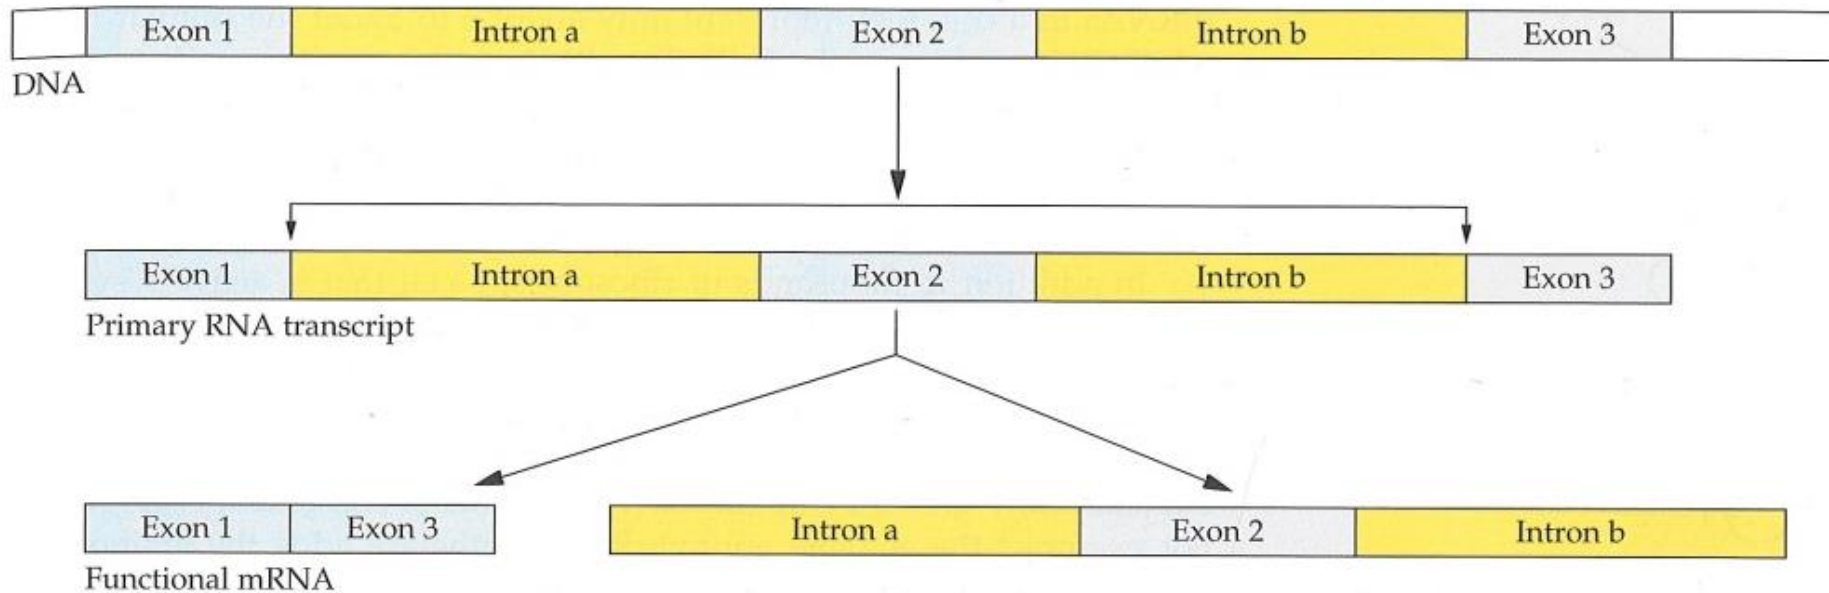 Exon 1 Intron a Exon 2 Intron b Exon 3
DNA
Exon 1 Intron a Exon 2 Intron b Exon 3
Primary RNA transcript
Exon 1 Exon 3 Intron a Exon 2 Intron b
Functional mRNA